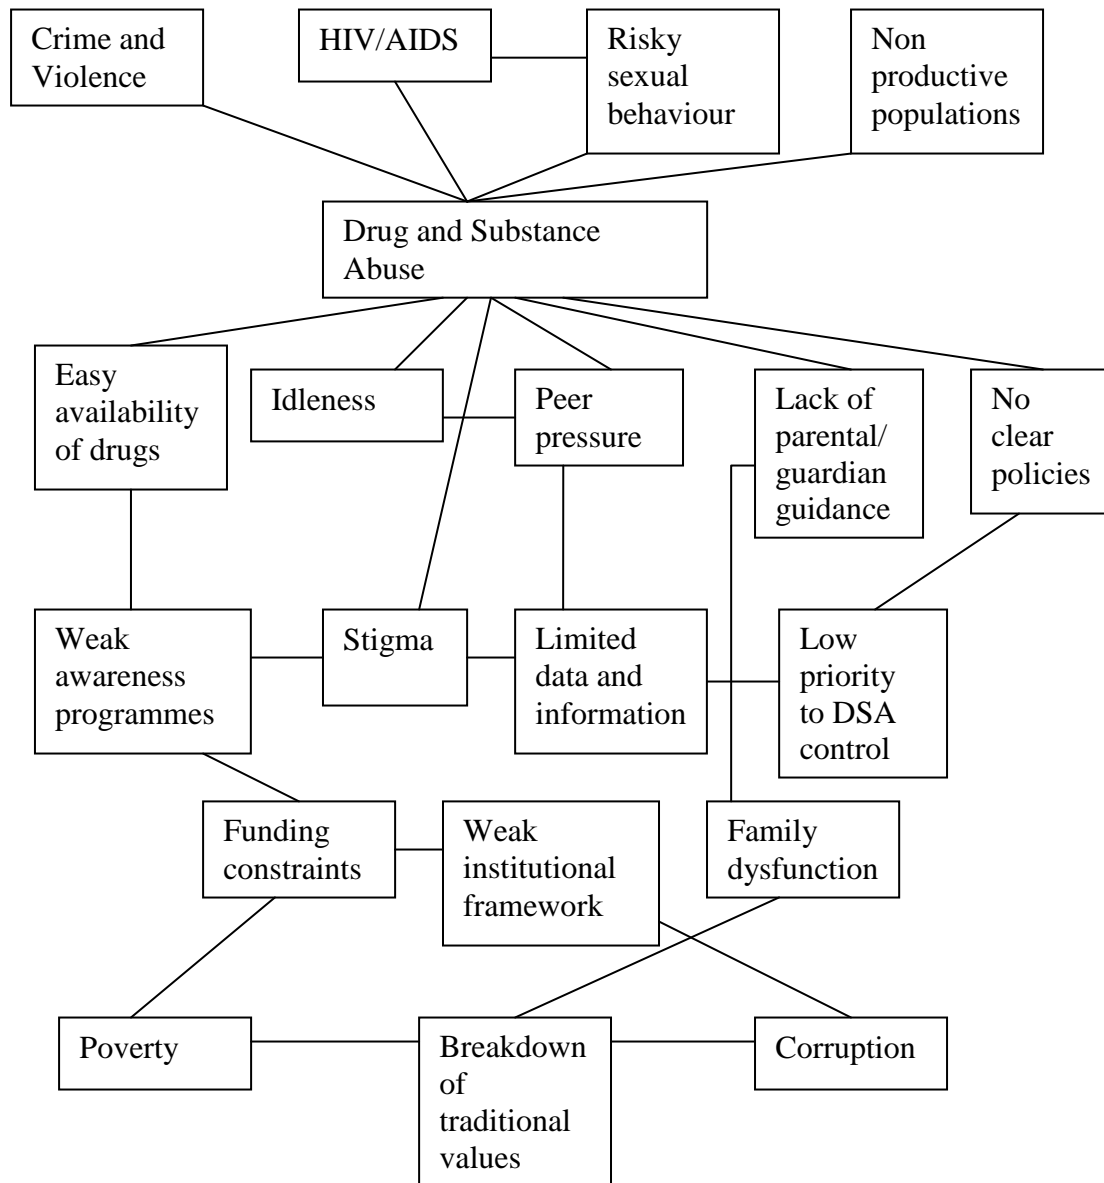 Crime and
Violence
HIV/AIDS
Risky
sexual
behaviour
Non
productive
populations
Drug and Substance
Abuse
Easy
availability
of drugs
Idleness
Peer
pressure
Lack of
parental/
guardian
guidance
No
clear
policies
Weak
awareness
programmes
Stigma
Limited
data and
information
Low
priority
to DSA
control
Funding
constraints
Weak
institutional
framework
Family
dysfunction
Poverty
Breakdown
of
traditional
values
Corruption